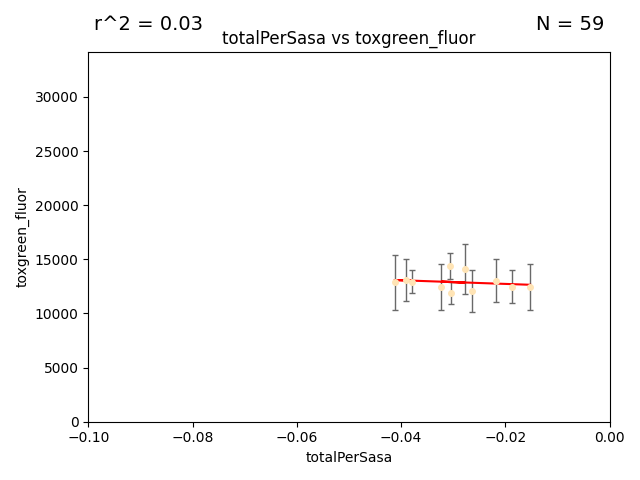 r^2 = 0.03
N = 59
totalPerSasa vs toxgreen_fluor
30000
25000
20000
15000
10000
5000
0
toxgreen_fluor
−0.10
−0.08
−0.06
−0.04
−0.02
0.00
totalPerSasa